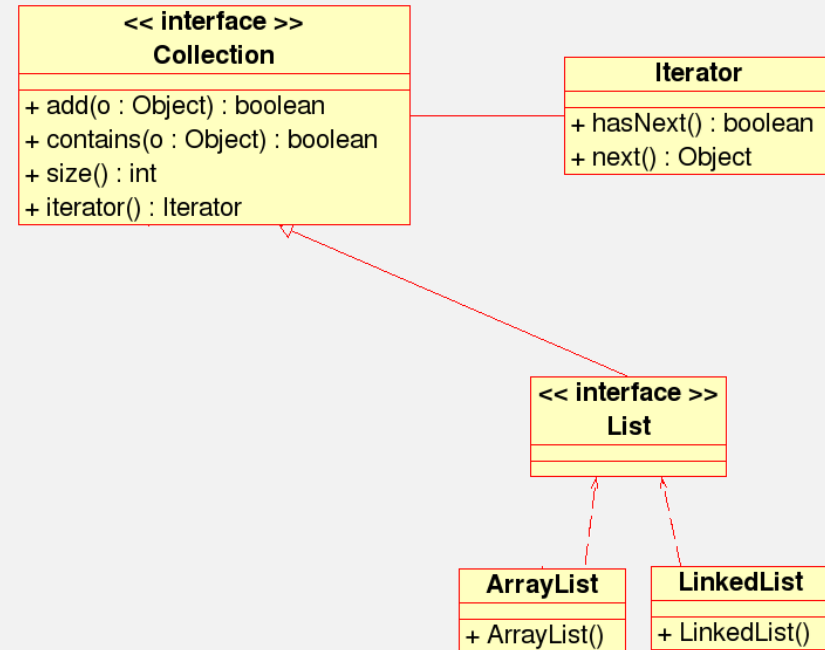 << interface >>
Collection
+ add(o : Object) : boolean
+ contains(o : Object) : boolean
+ size() : int
+ iterator() : Iterator
Iterator
+ hasNext() : boolean
+ next() : Object
<< interface >>
List
ArrayList
+ ArrayList()
LinkedList
+ LinkedList()